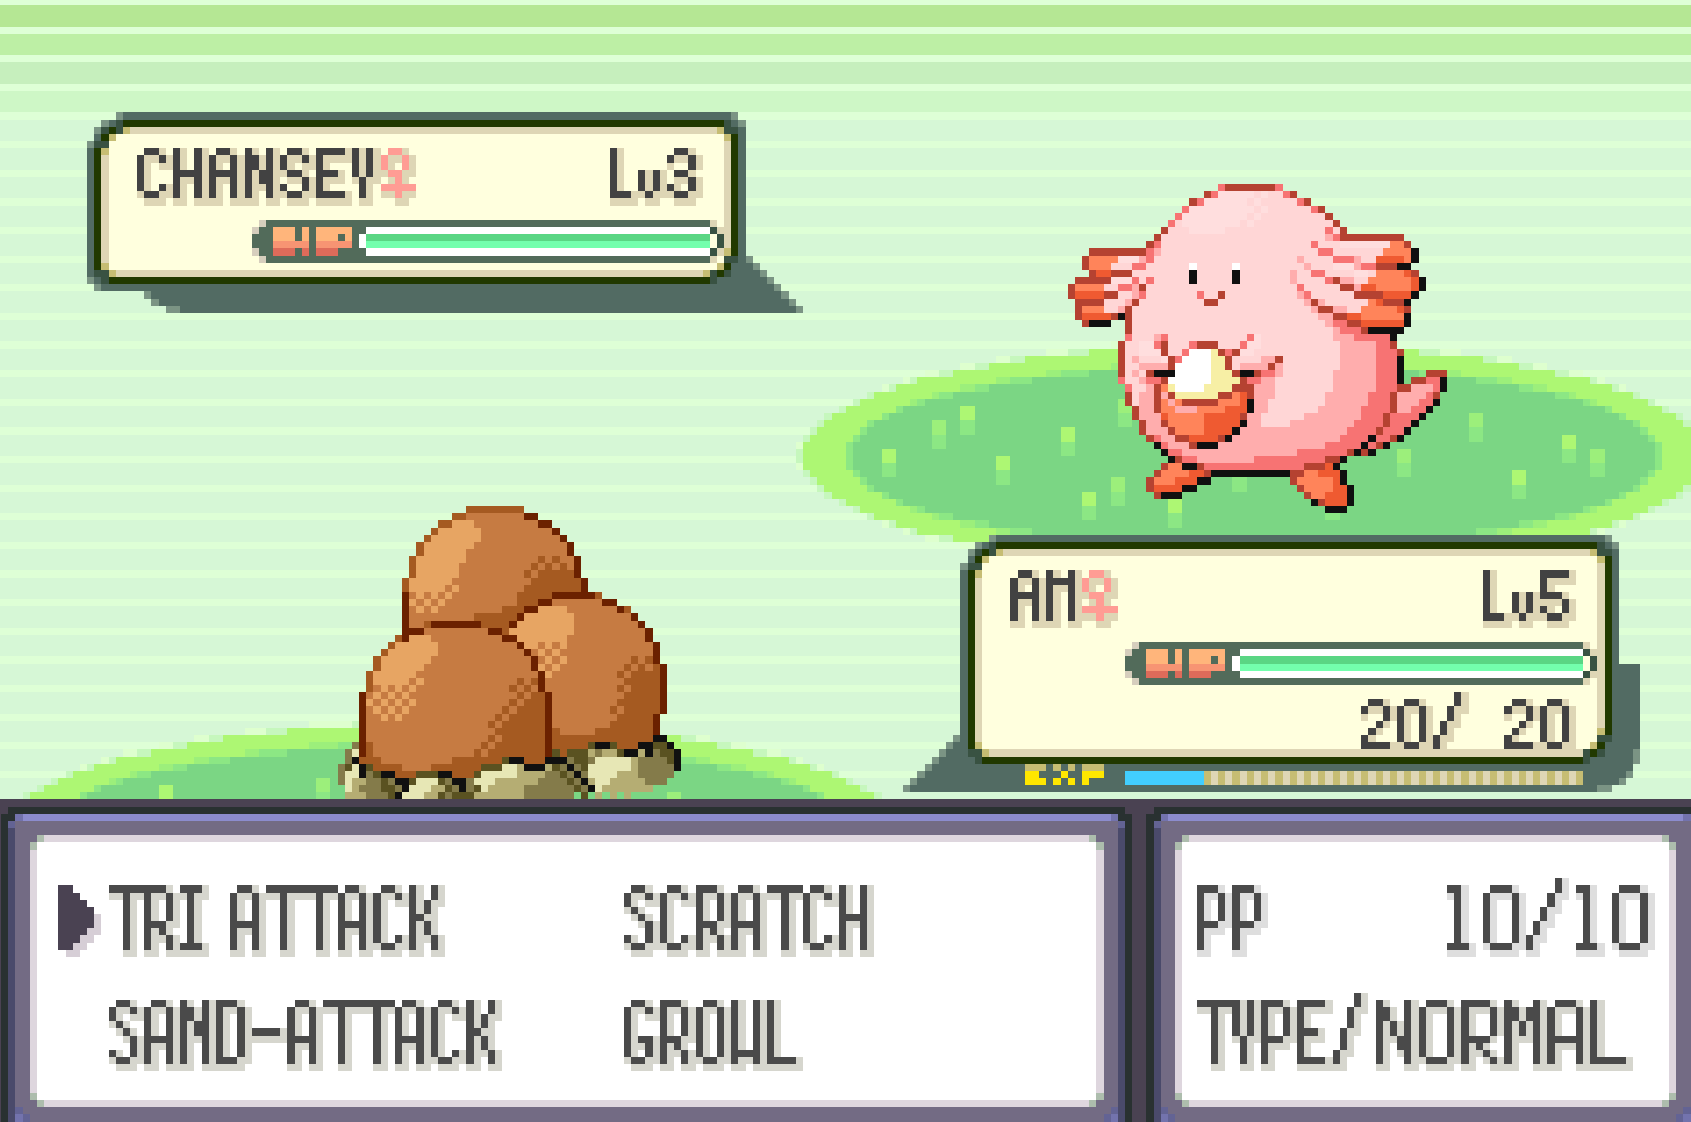 CHANSEY♀ Lv3
HP
AM♀ Lv5
HP
20/ 20
EXP
TRI ATTACK SCRATCH
SAND-ATTACK GROWL
PP 10/10
TYPE/NORMAL